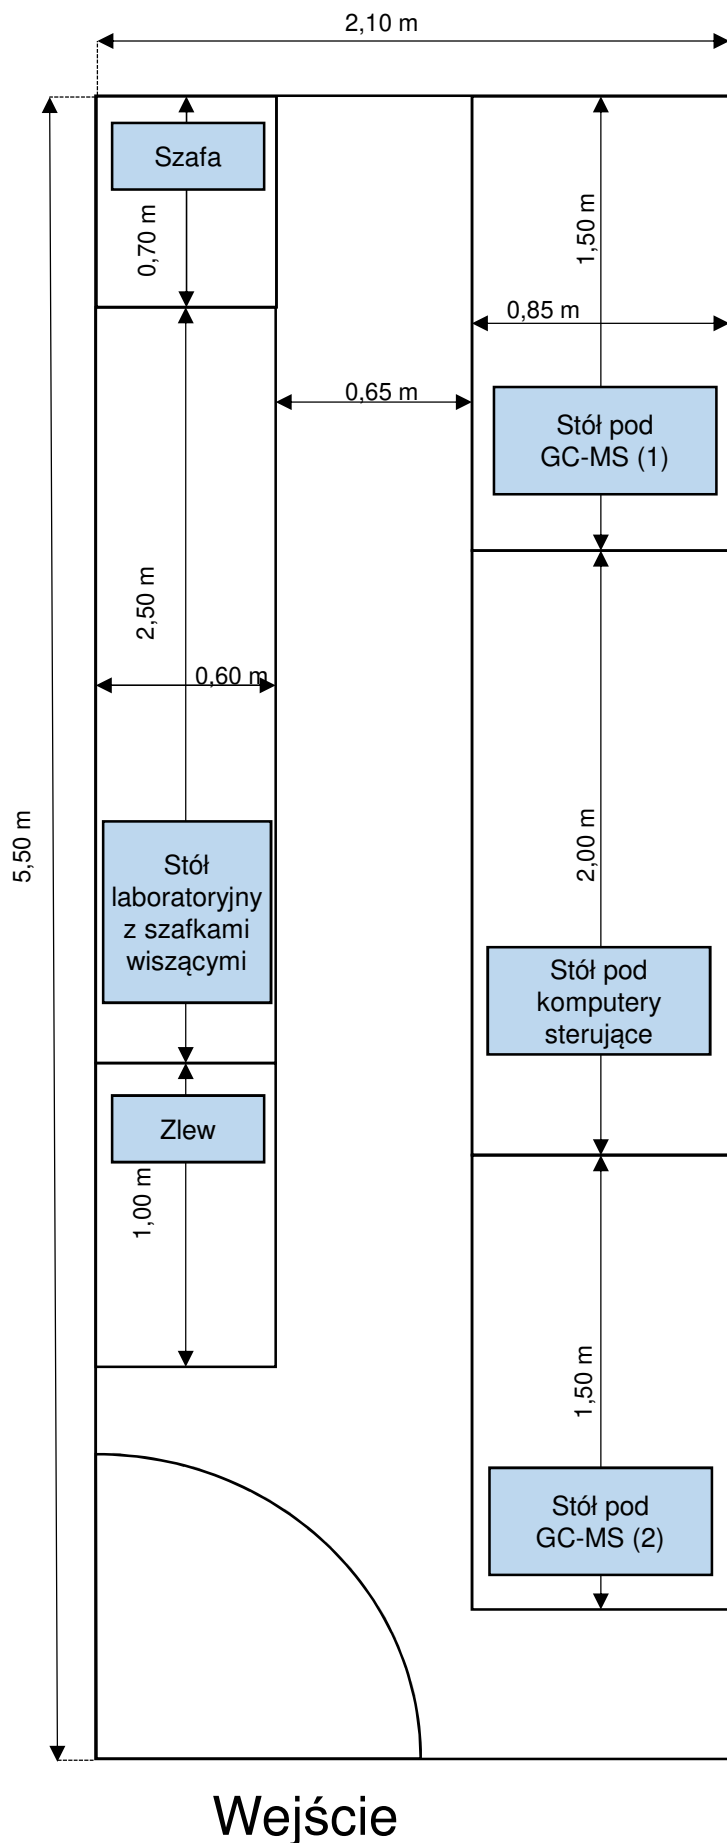 2,10 m
Szafa
0,70 m
1,50 m
0,85 m
0,65 m
Stół pod
GC-MS (1)
2,50 m
0,60 m
5,50 m
2,00 m
Stół
laboratoryjny
z szafkami
wiszącymi
Stół pod
komputery
sterujące
Zlew
1,00 m
1,50 m
Stół pod
GC-MS (2)
Wejście